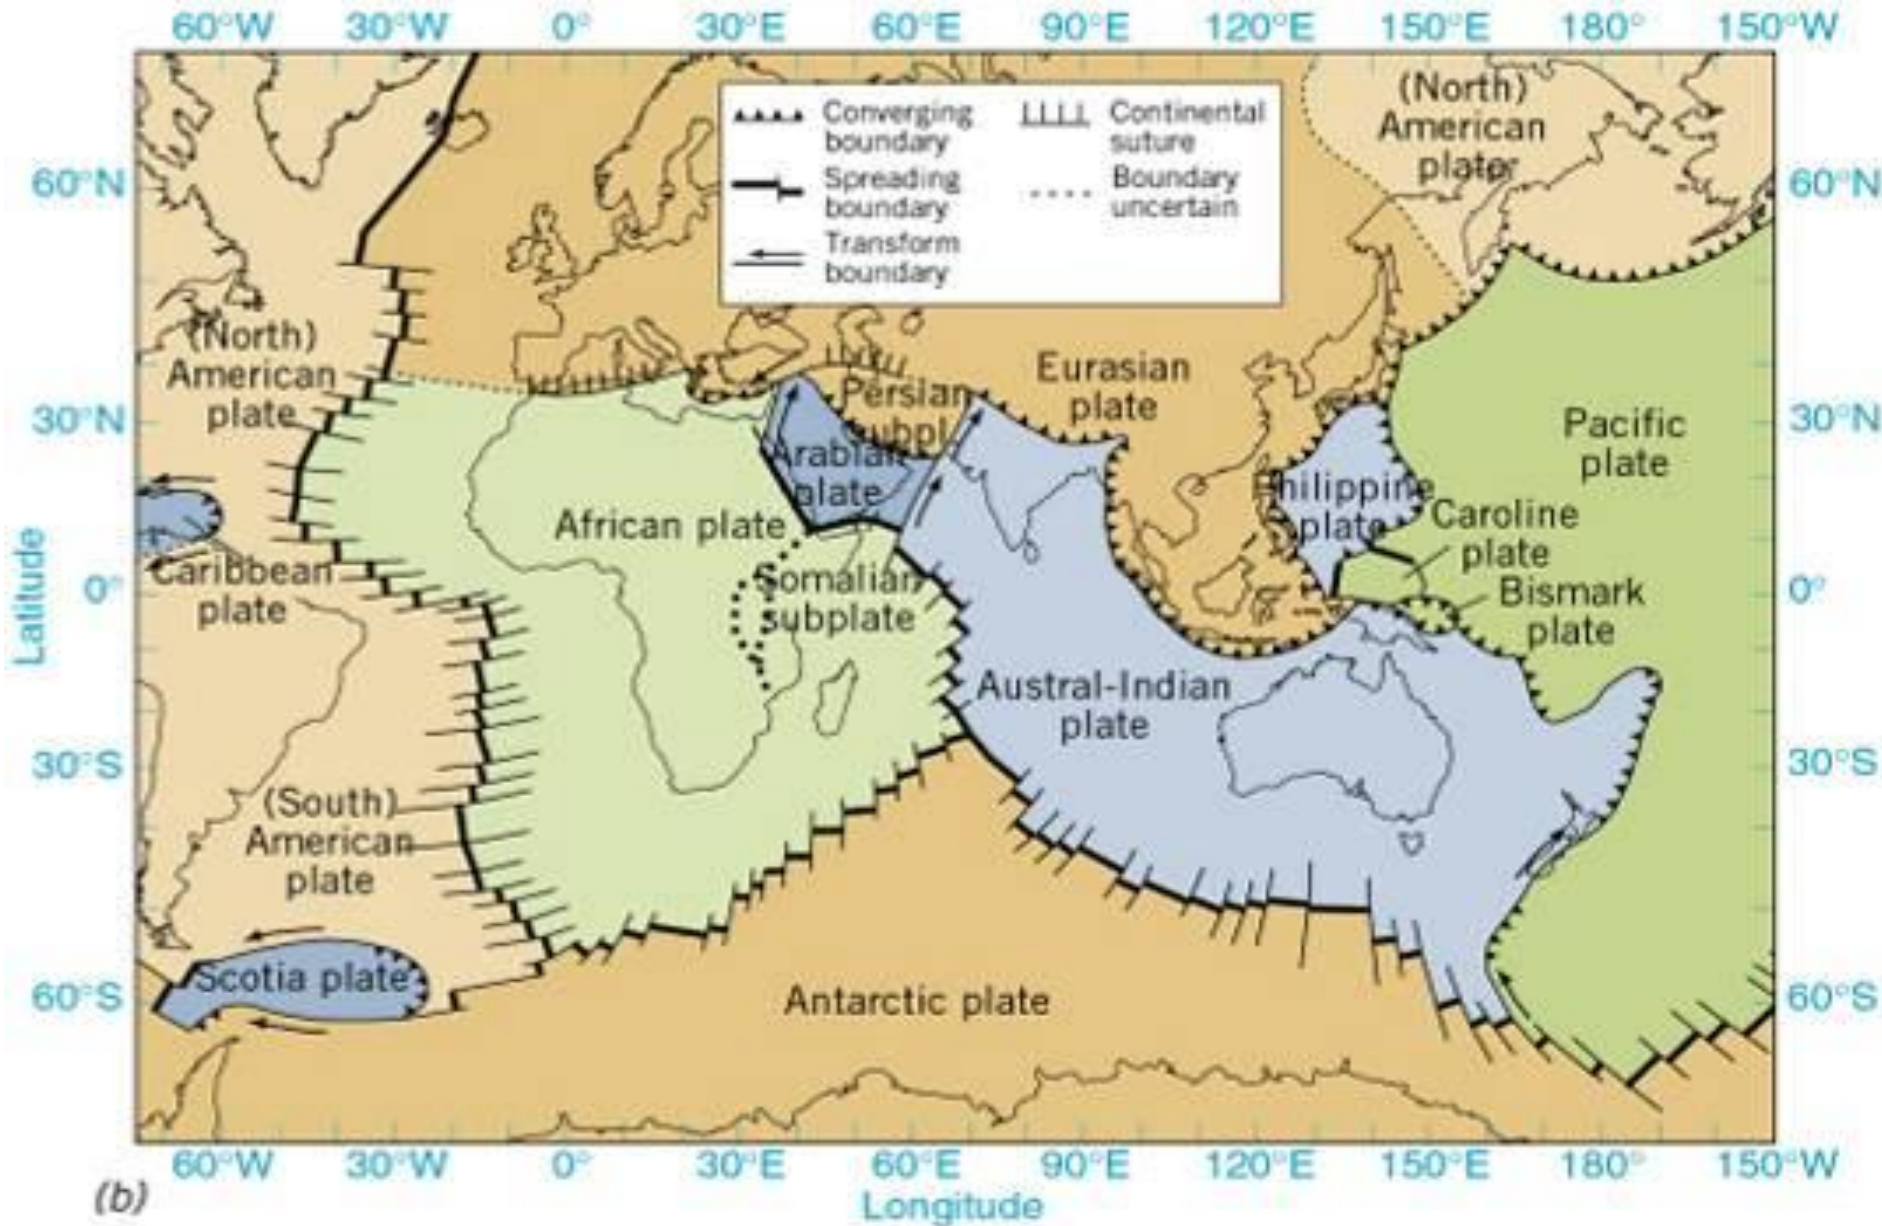 60°W 30°W 0° 30°E 60°E 90°E 120°E 150°E 180° 150°W
Converging
boundary
Spreading
boundary
Transform
boundary
Continental
suture
Boundary
uncertain
(North)
American
plater
60°N
60°N
(North)
American
plate
Persian
subpl
Eurasian
plate
30°N
30°N
Pacific
plate
Arabian
plate
Philippine
plate
African plate
Caroline
plate
Caribbean
plate
Somalian
subplate
0°
0°
Bismark
plate
Latitude
Austral-Indian
plate
30°S
30°S
(South)
American
plate
Scotia plate
60°S
60°S
Antarctic plate
60°W 30°W 0° 30°E 60°E 90°E 120°E 150°E 180° 150°W
(b)
Longitude